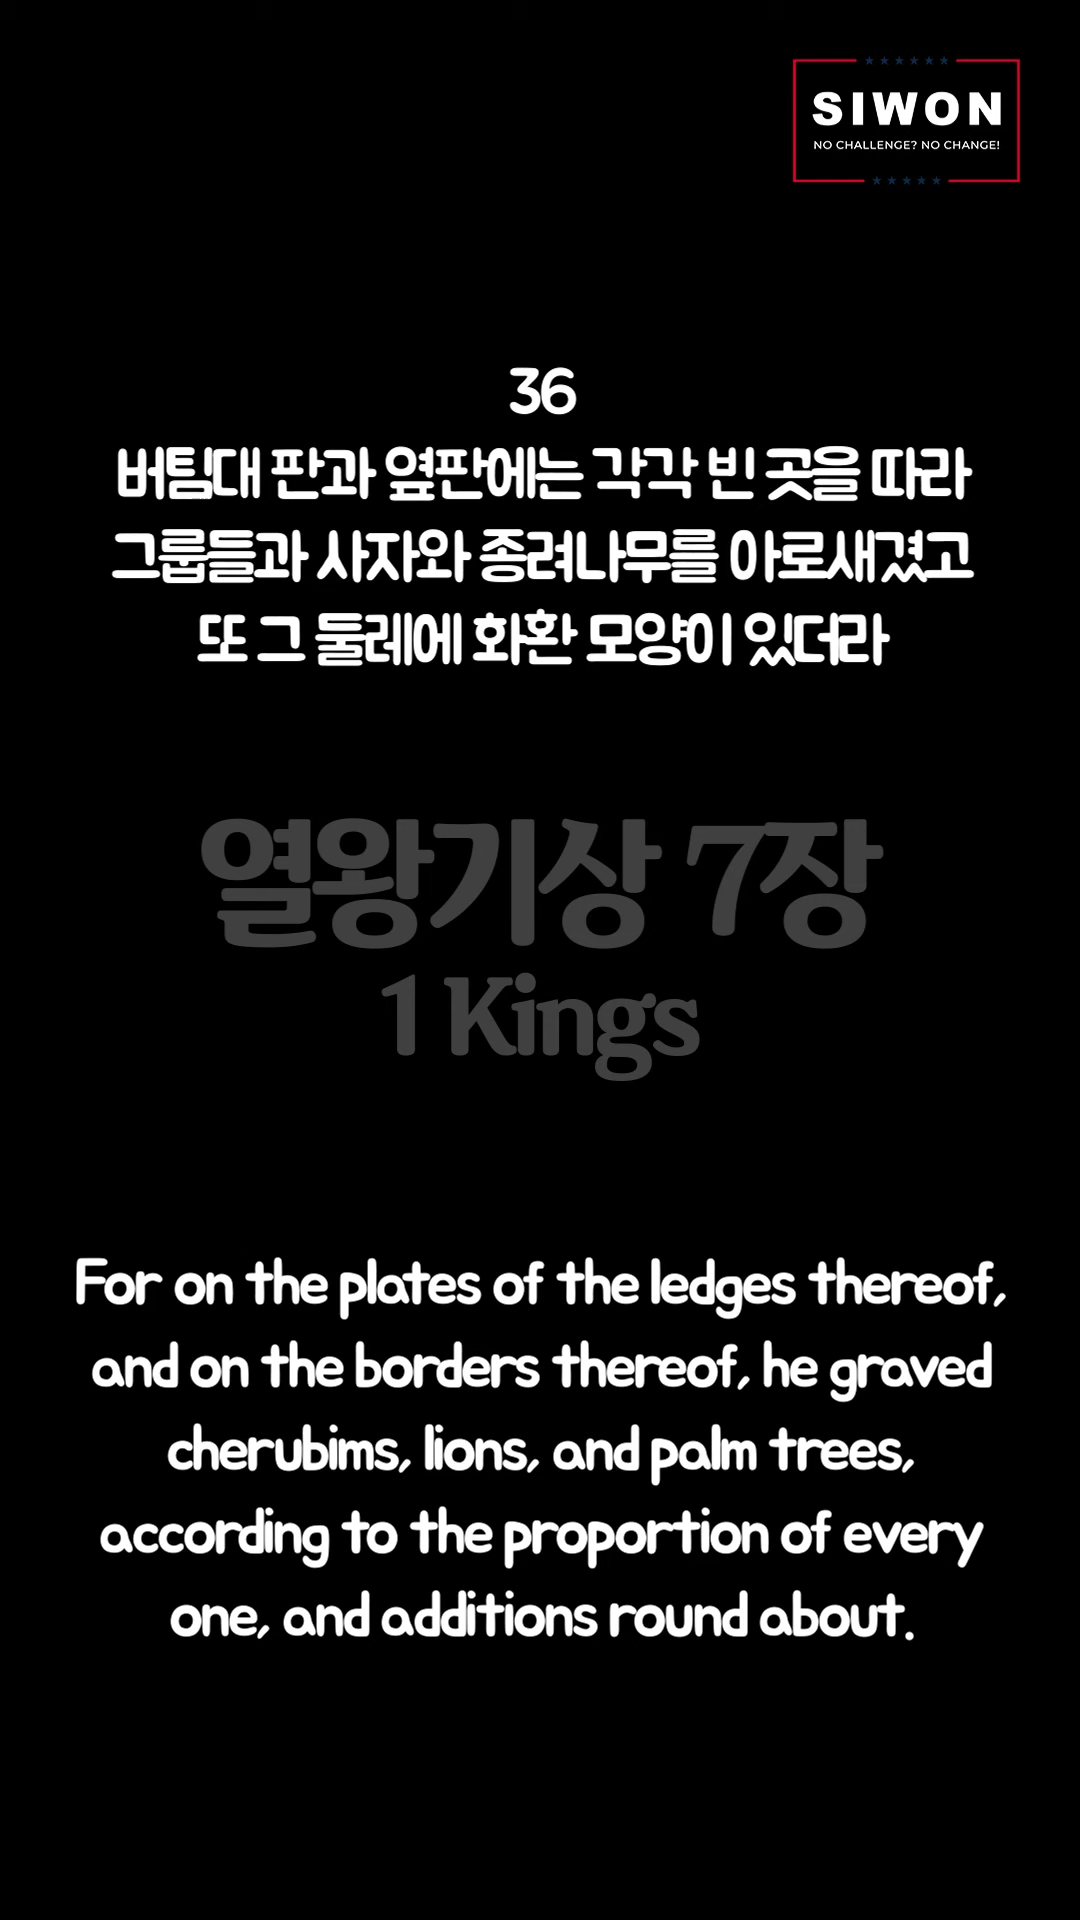 SIWON
NO CHALLENGE? NO CHANGE!
36
버팀대 판과 옆판에는 각각 빈 곳을 따라
그룹들과 사자와 종려나무를 아로새겼고
또 그 둘레에 화환 모양이 있더라
열왕기상 7장
1 Kings
For on the plates of the ledges thereof,
and on the borders thereof, he graved
cherubims, lions, and palm trees,
according to the proportion of every
one, and additions round about.